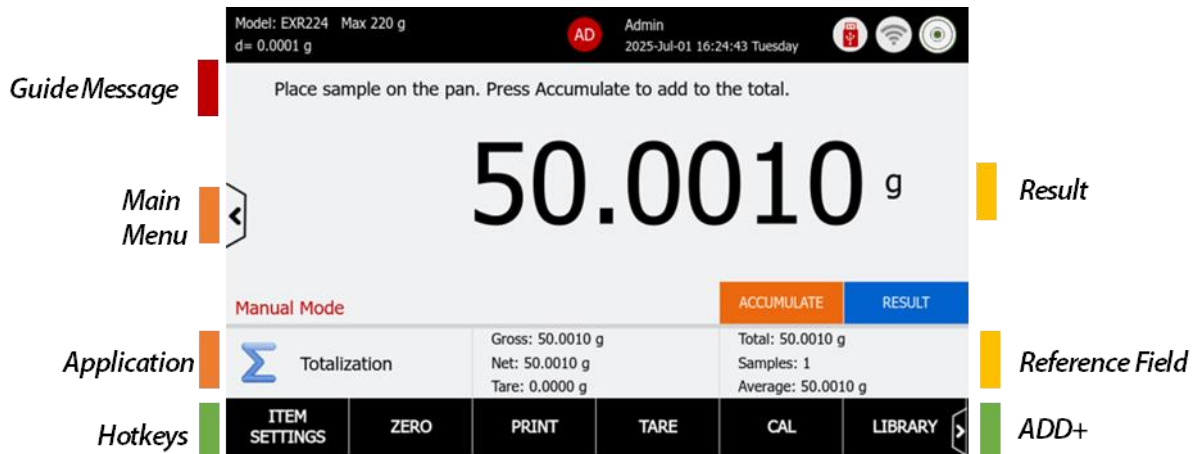 Model: EXR224 Max 220 g
d= 0.0001 g
AD
Admin
2025-Jul-01 16:24:43 Tuesday
Guide Message
Place sample on the pan. Press Accumulate to add to the total.
50.0010 g
Main
Menu
Result
Manual Mode
ACCUMULATE
RESULT
Application
Totalization
Gross: 50.0010 g
Net: 50.0010 g
Tare: 0.0000 g
Total: 50.0010 g
Samples: 1
Average: 50.0010 g
Reference Field
Hotkeys
ITEM
SETTINGS
ZERO
PRINT
TARE
CAL
LIBRARY
ADD+